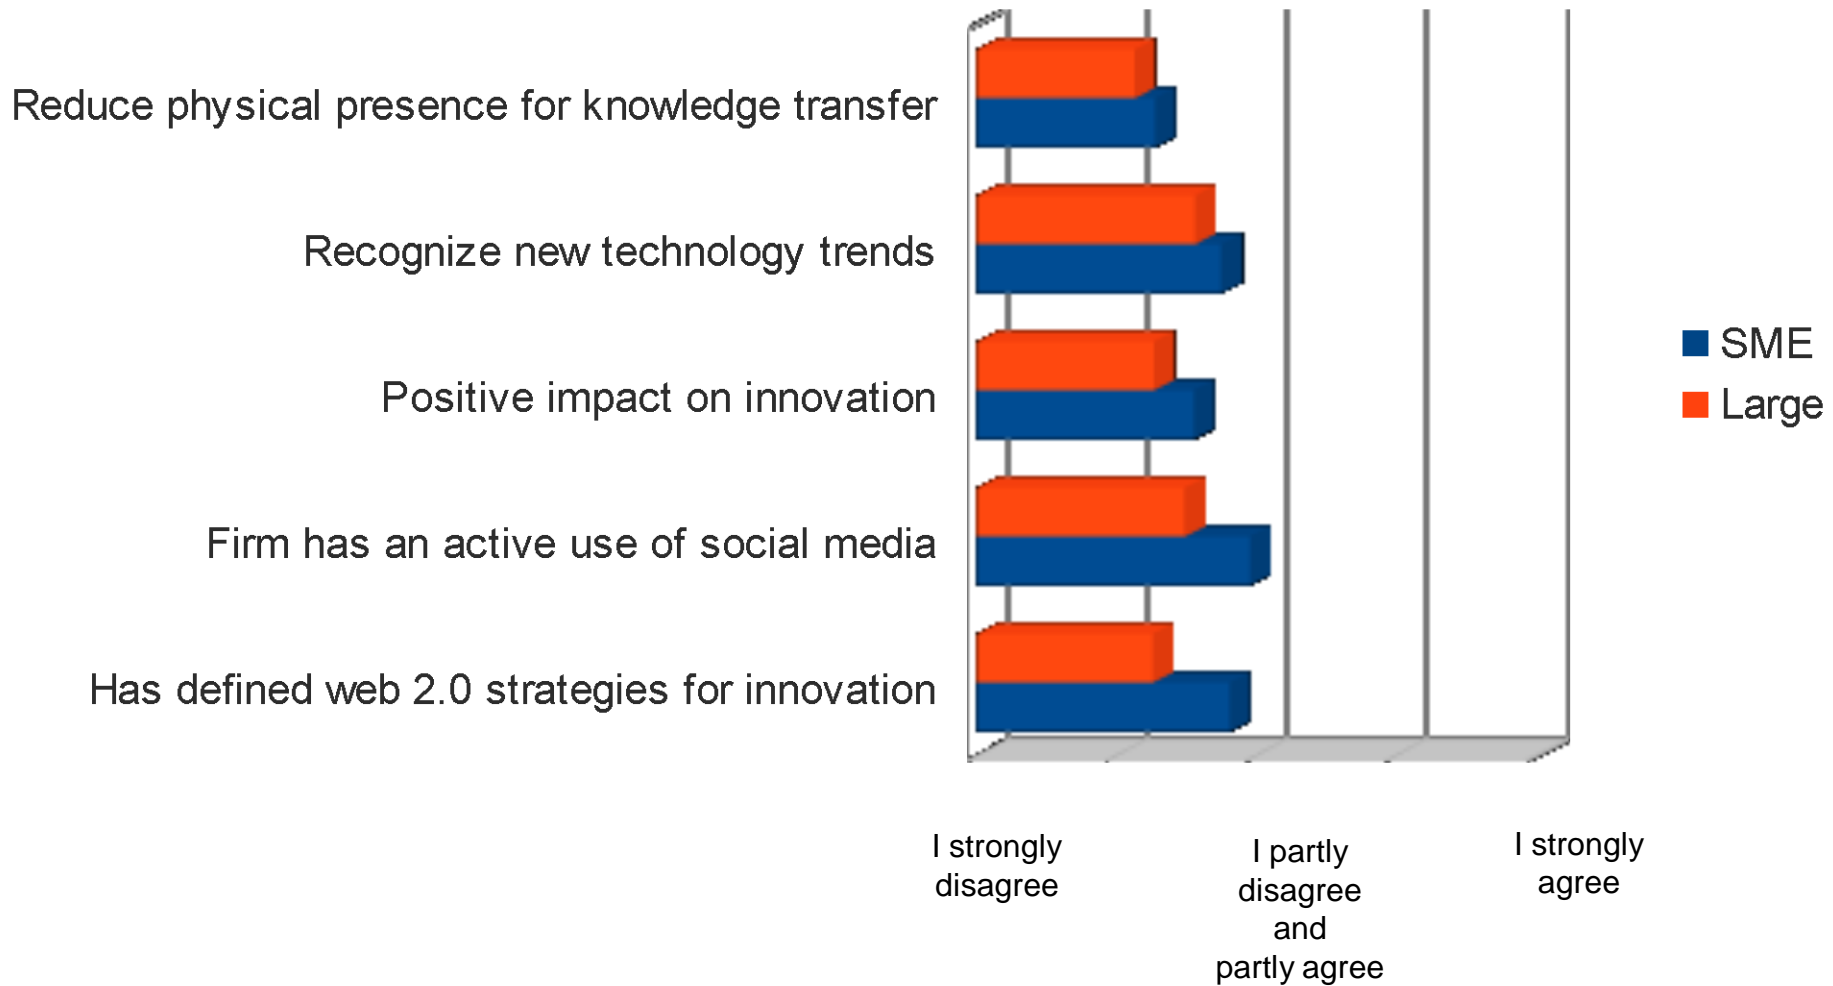 Reduce physical presence for knowledge transfer
Recognize new technology trends
Positive impact on innovation
Firm has an active use of social media
Has defined web 2.0 strategies for innovation
SME
Large
I strongly
disagree
I partly
disagree
and
partly agree
I strongly
agree